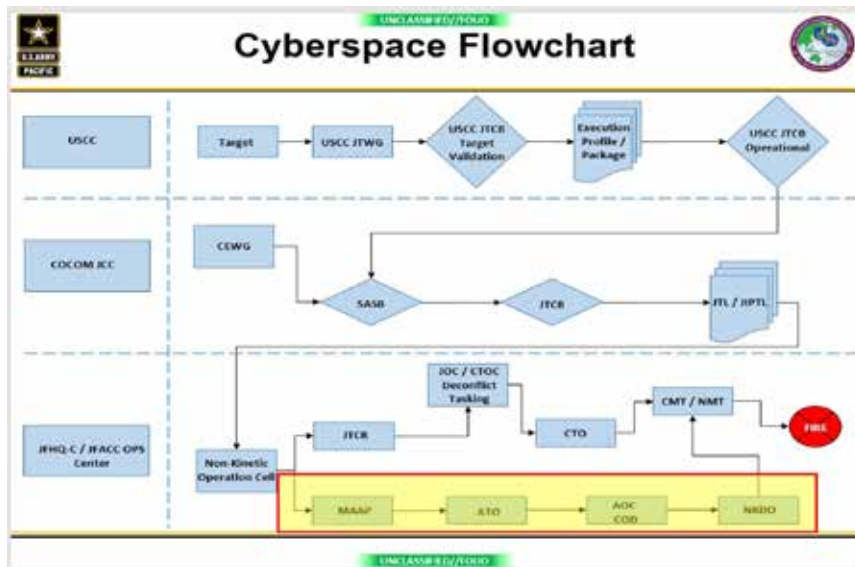 UNCLASSIFIED//FOUO
U.S. ARMY
PACIFIC
Cyberspace Flowchart
USCC
Target
USCC JTWG
USCC JTCB
Target
Validation
Execution
Profile /
Package
USCC JTCB
Operational
COCOM JCC
CEWG
SASB
JTCB
JTL / JIPTL
JFHQ-C / JFACC OPS
Center
Non-Kinetic
Operation Cell
JTCB
JOC / CTOC
Deconflict
Tasking
CTO
CMT / NMT
FIRE
MAAP
ATO
AOC
COD
NKDO
UNCLASSIFIED//FOUO